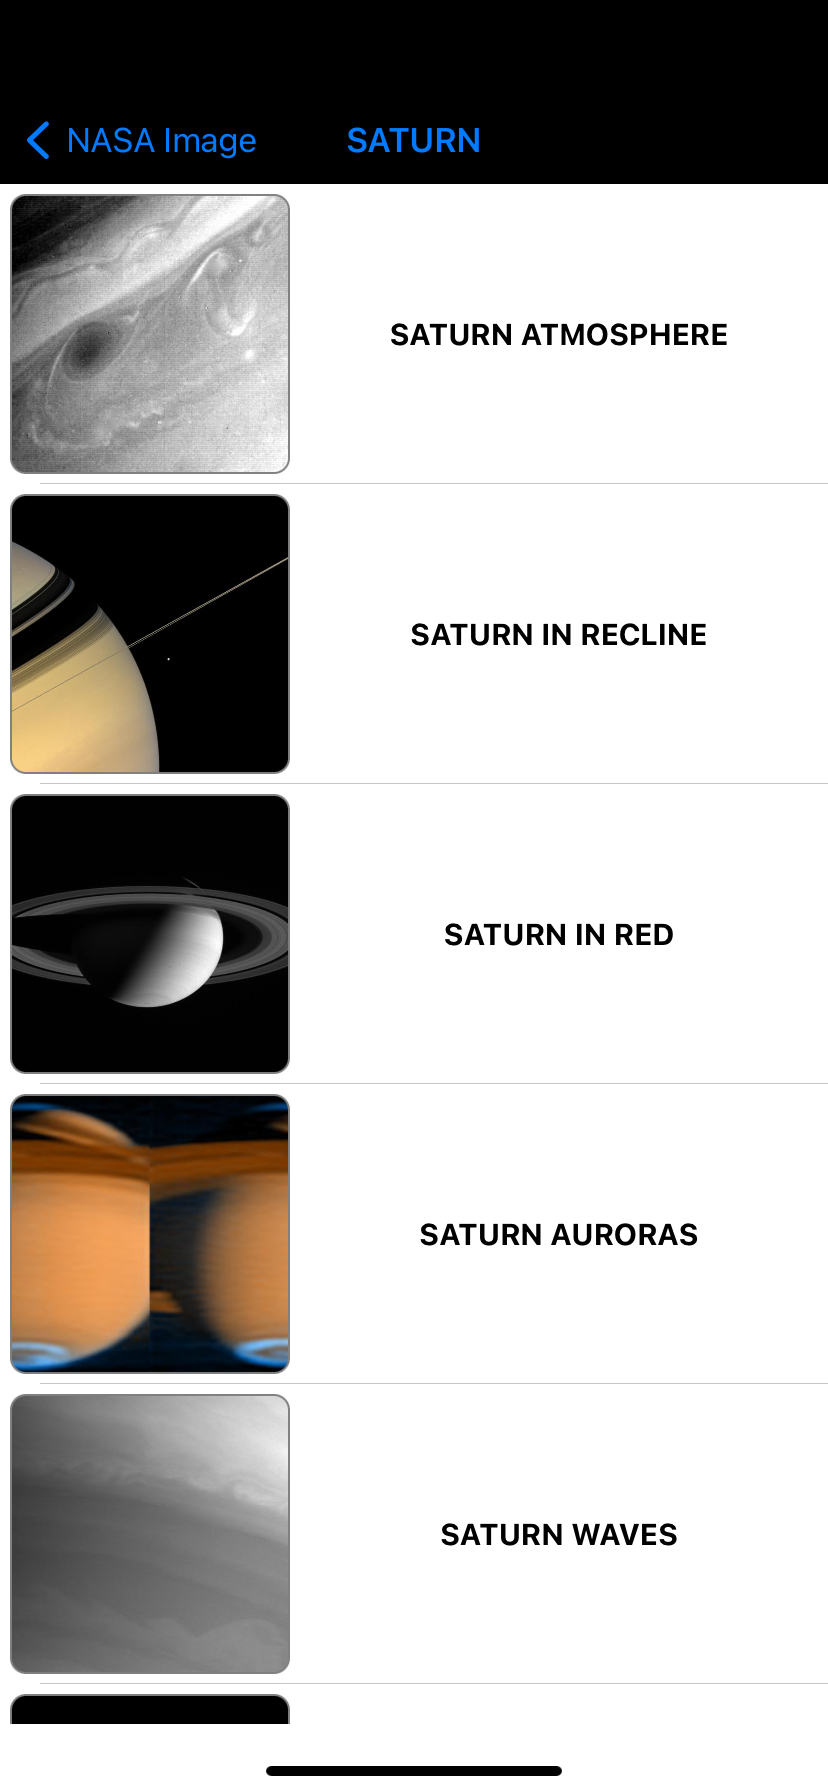 NASA Image
SATURN
SATURN ATMOSPHERE
SATURN IN RECLINE
SATURN IN RED
SATURN AURORAS
SATURN WAVES